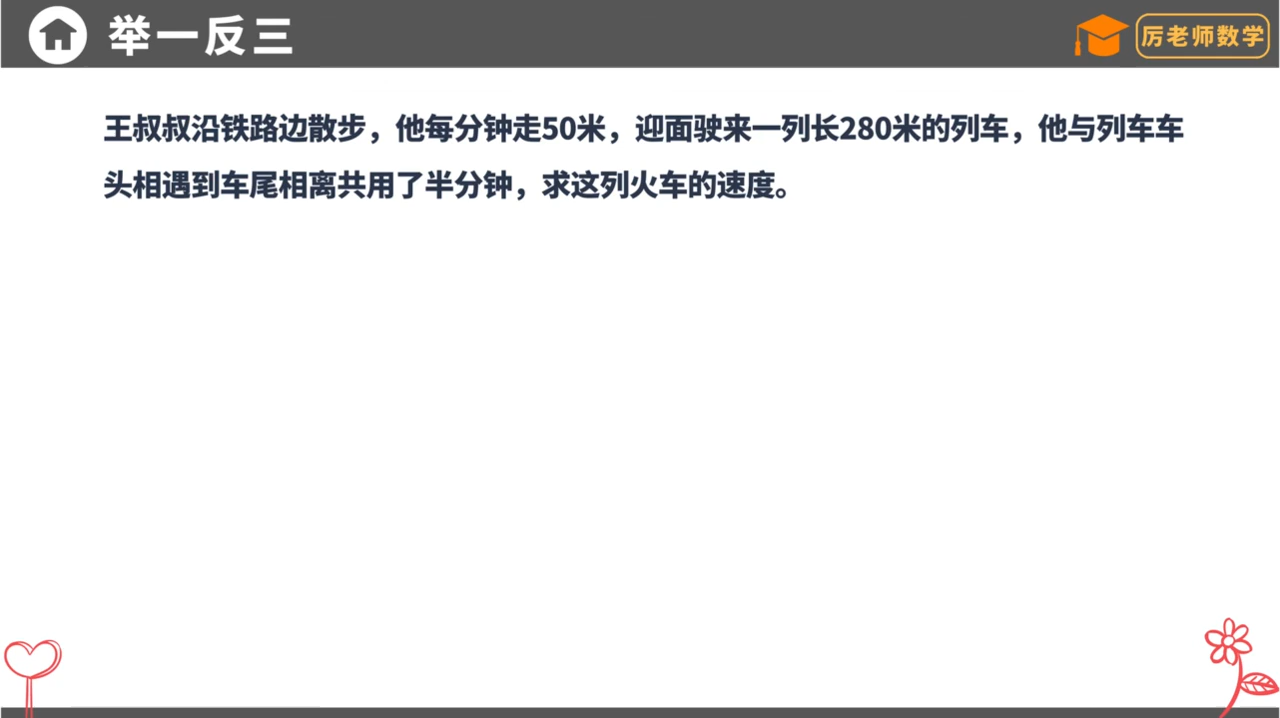 举一反三
厉老师数学
王叔叔沿铁路边散步，他每分钟走50米，迎面驶来一列长280米的列车，他与列车车
头相遇到车尾相离共用了半分钟，求这列火车的速度。